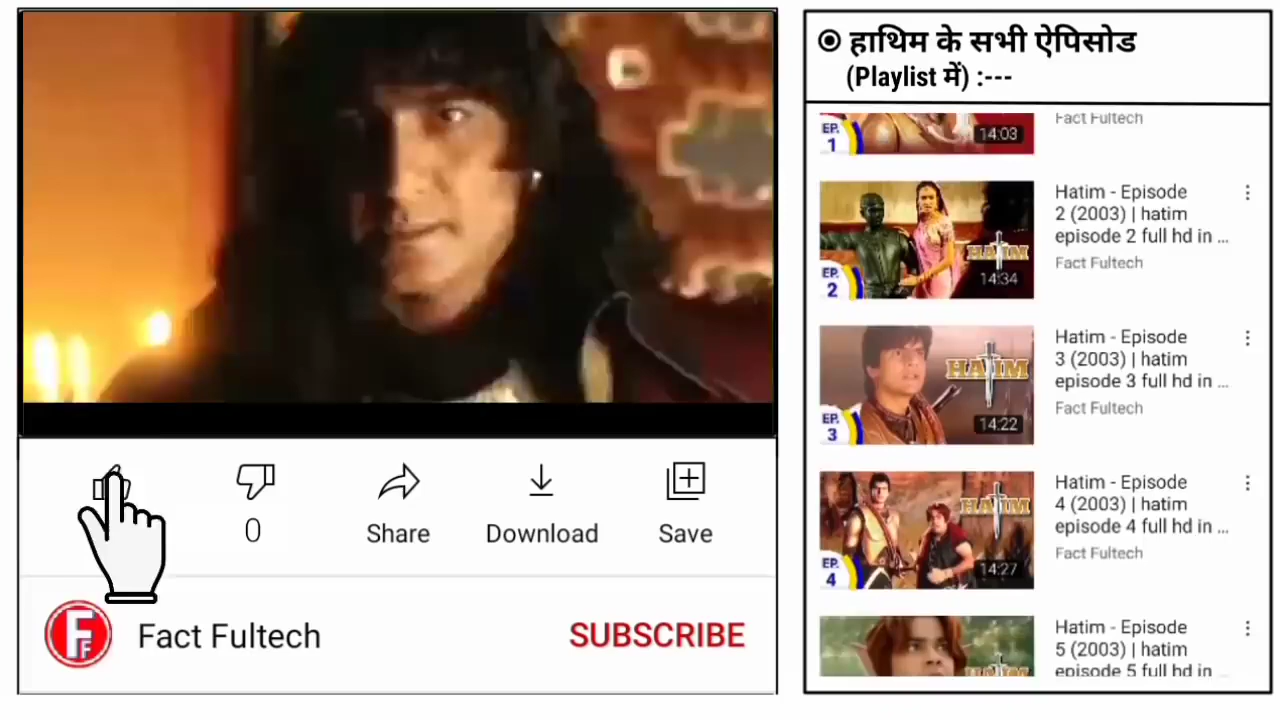 0
Share
Download
Save
Fact Fultech
SUBSCRIBE
हाथिम के सभी ऐपिसोड
(Playlist में) :---
EP.
1
14:03
Fact Fultech
EP.
2
HATIM
14:34
Hatim - Episode
2 (2003) | hatim
episode 2 full hd in ...
Fact Fultech
EP.
3
HATIM
14:22
Hatim - Episode
3 (2003) | hatim
episode 3 full hd in ...
Fact Fultech
EP.
4
HATIM
14:27
Hatim - Episode
4 (2003) | hatim
episode 4 full hd in ...
Fact Fultech
HATIM
Hatim - Episode
5 (2003) | hatim
episode 5 full hd in ...